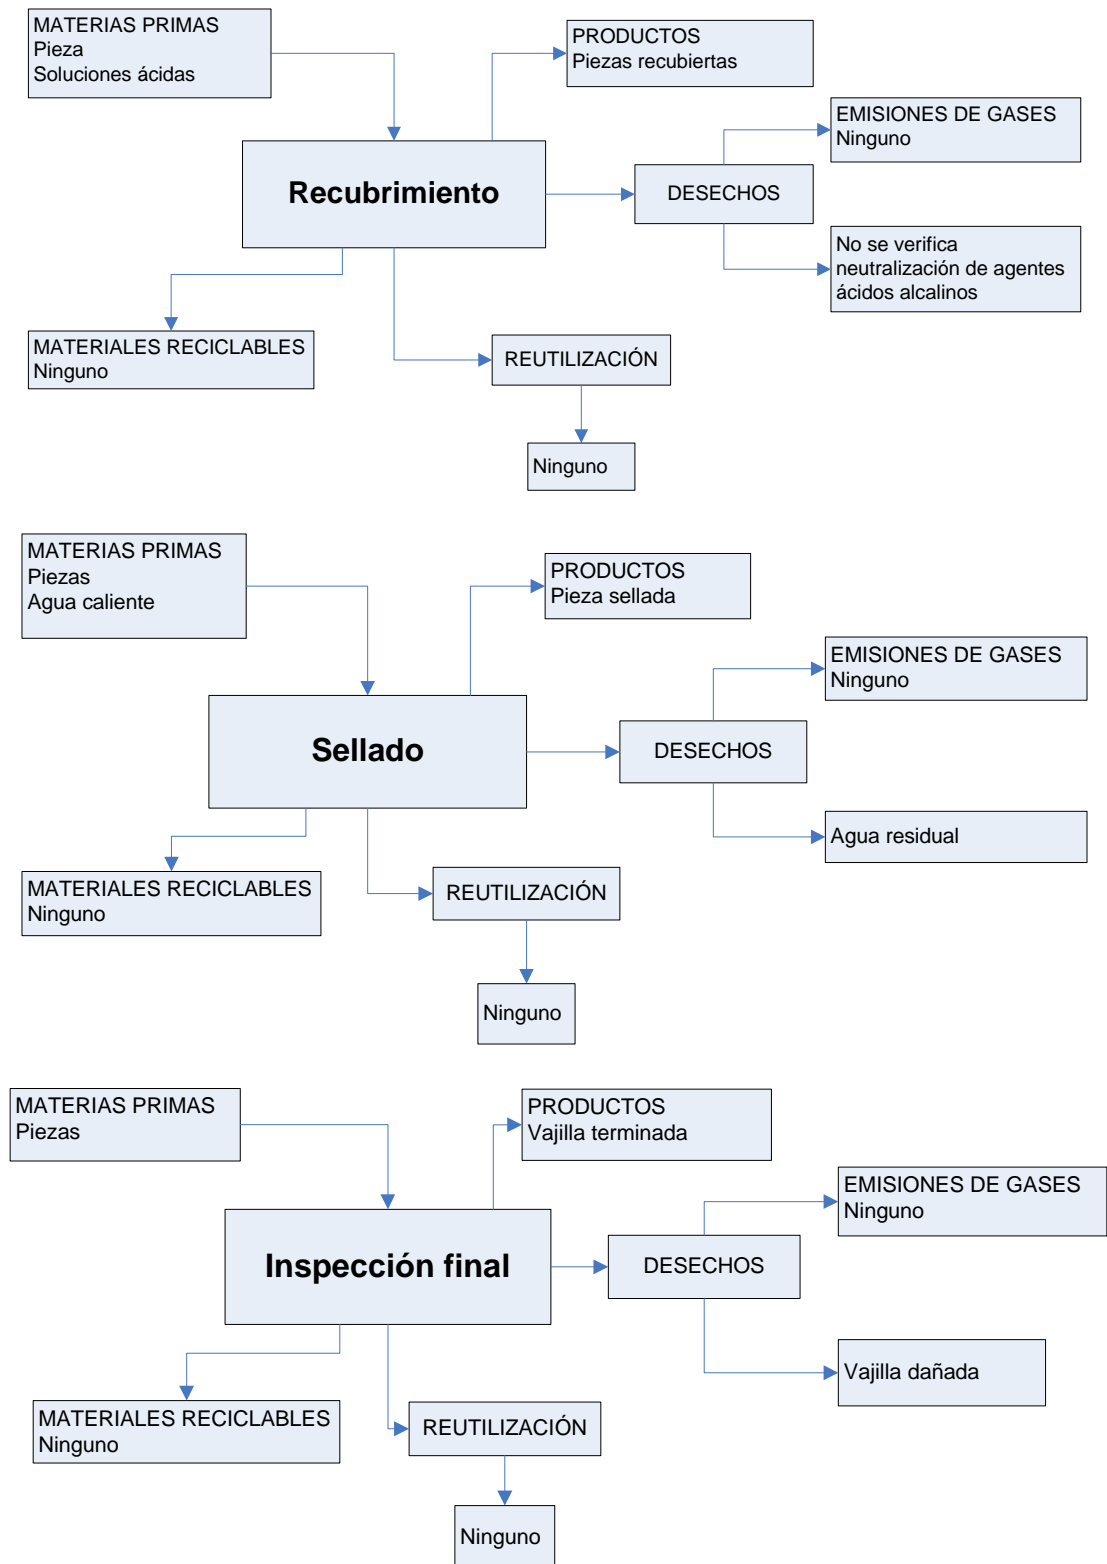 MATERIAS PRIMAS
Pieza
Soluciones ácidas
PRODUCTOS
Piezas recubiertas
EMISIONES DE GASES
Ninguno
Recubrimiento
DESECHOS
No se verifica
neutralización de agentes
ácidos alcalinos
MATERIALES RECICLABLES
Ninguno
REUTILIZACIÓN
Ninguno
MATERIAS PRIMAS
Piezas
Agua caliente
PRODUCTOS
Pieza sellada
EMISIONES DE GASES
Ninguno
Sellado
DESECHOS
Agua residual
MATERIALES RECICLABLES
Ninguno
REUTILIZACIÓN
Ninguno
MATERIAS PRIMAS
Piezas
PRODUCTOS
Vajilla terminada
EMISIONES DE GASES
Ninguno
Inspección final
DESECHOS
Vajilla dañada
MATERIALES RECICLABLES
Ninguno
REUTILIZACIÓN
Ninguno